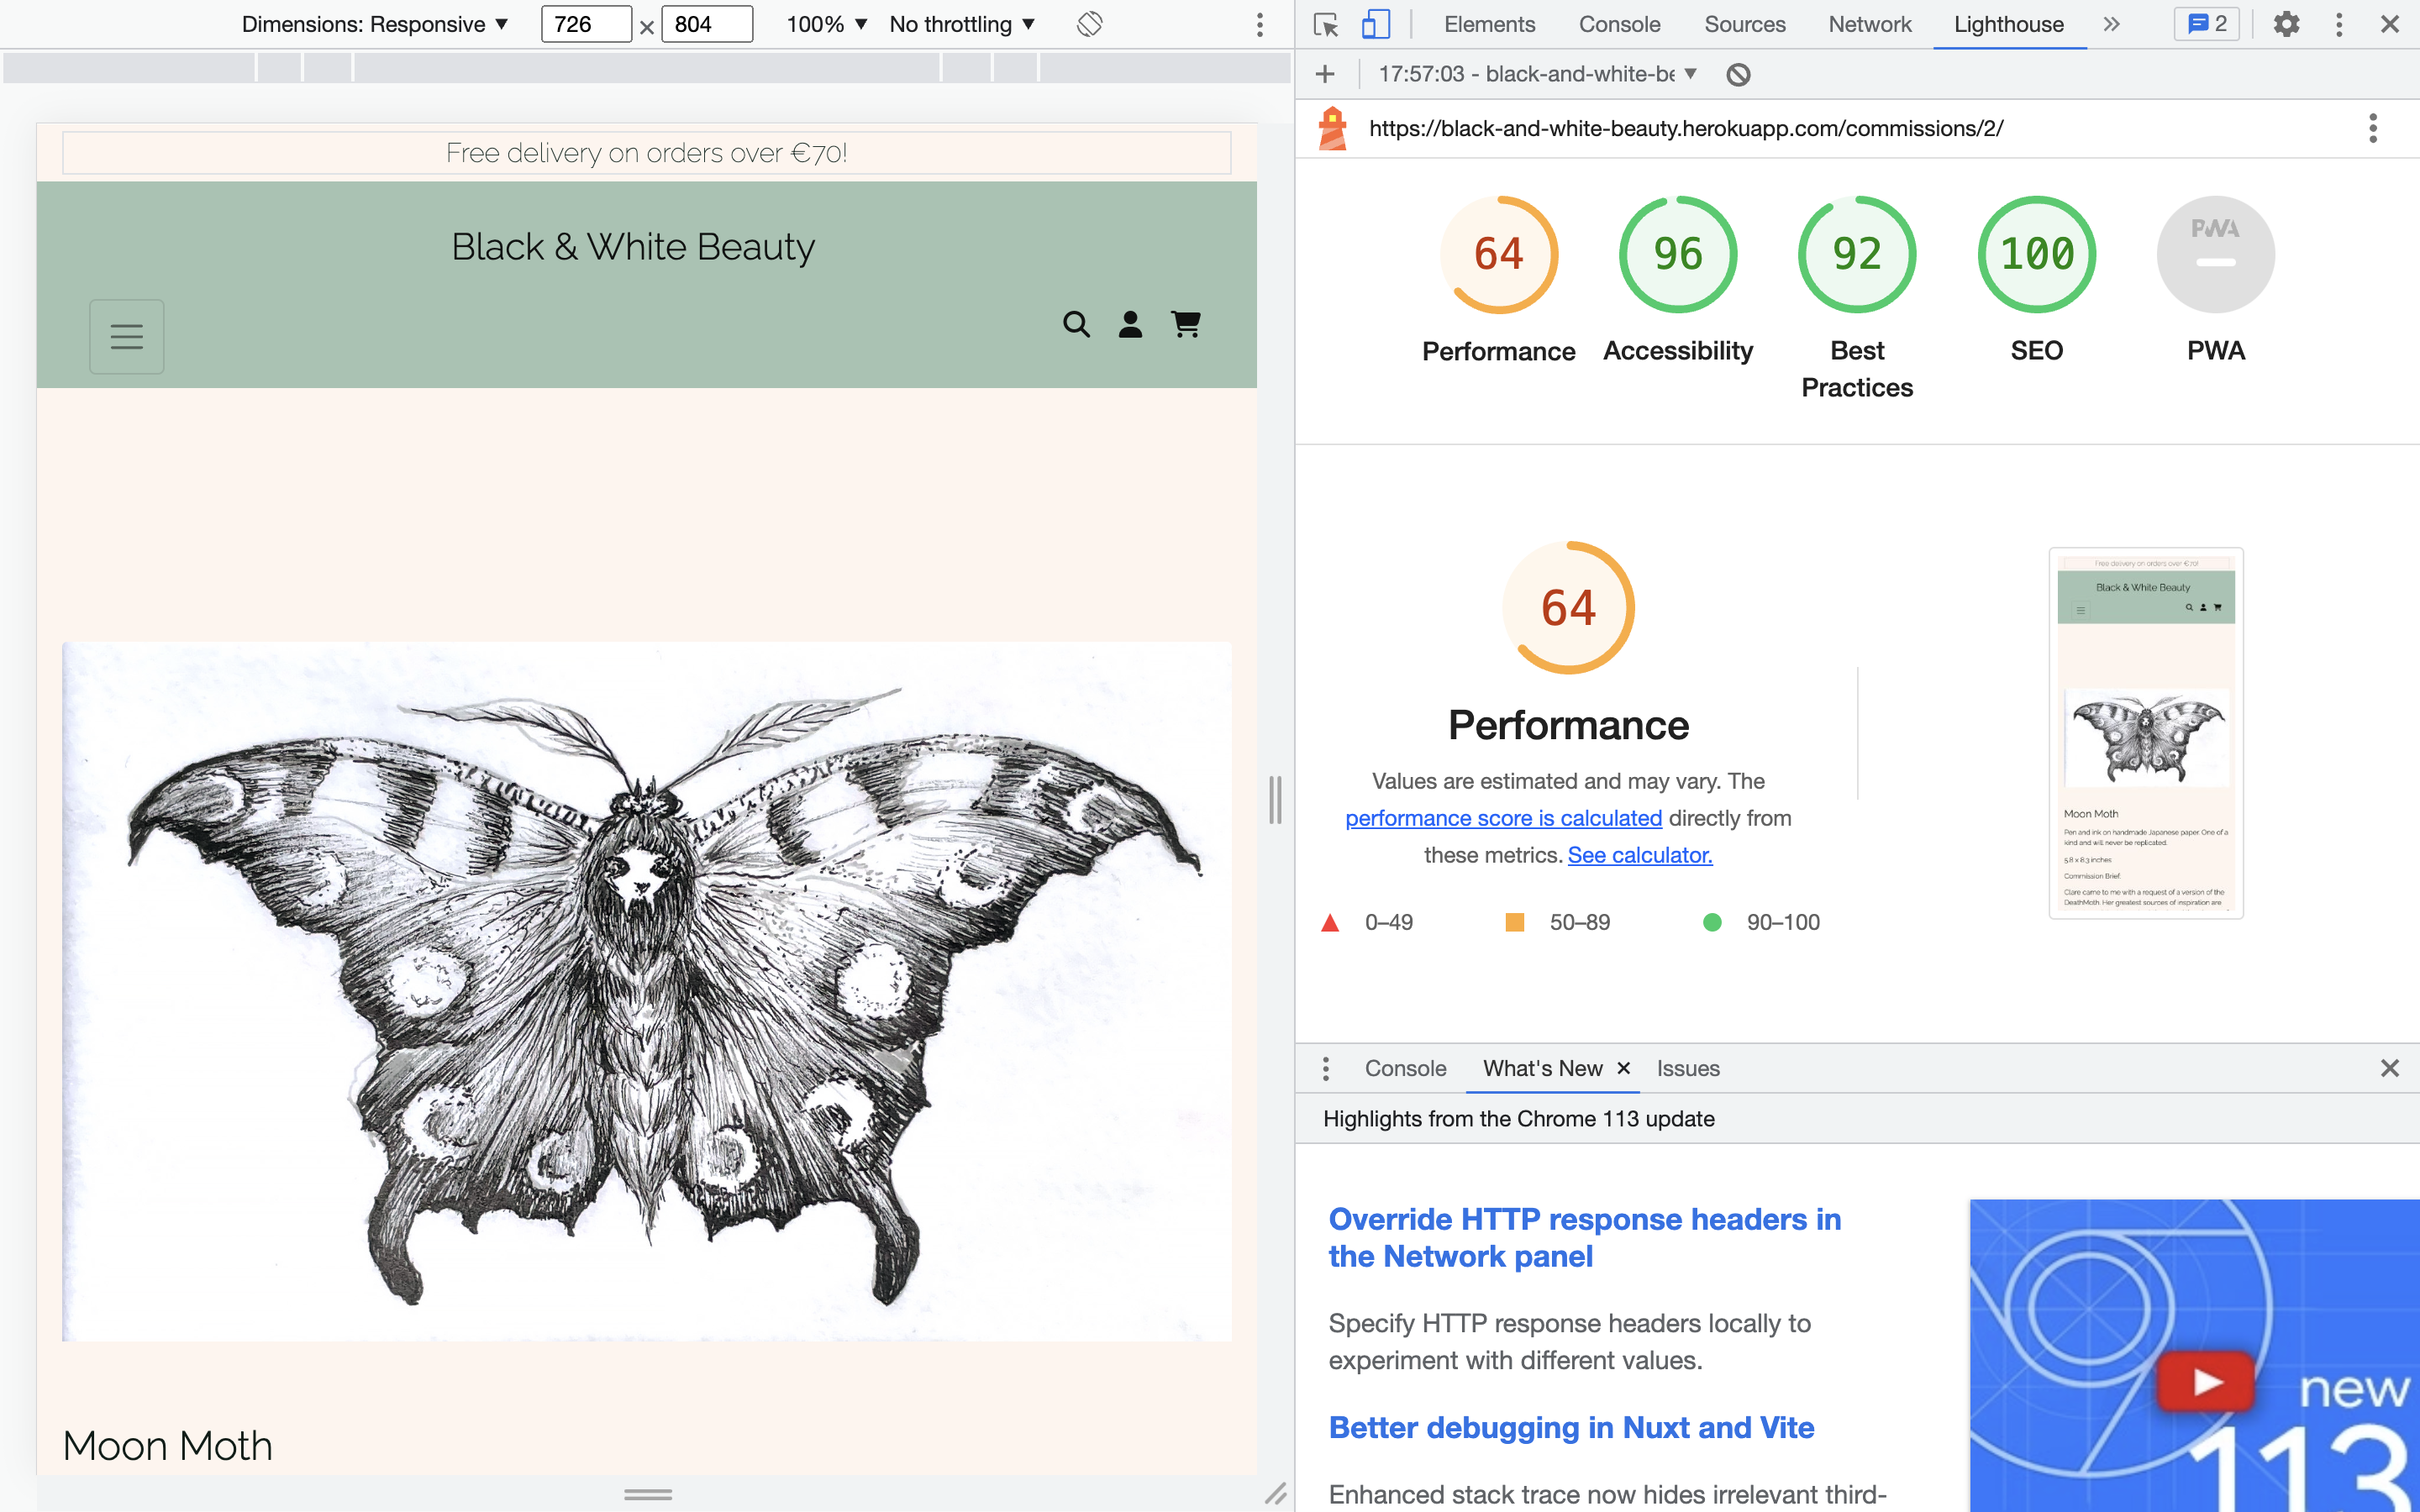 Dimensions: Responsive ▼ 726 × 804 100% ▼ No throttling ▼
Free delivery on orders over €70!
Black & White Beauty
Moon Moth
Elements Console Sources Network Lighthouse » 2
+ 17:57:03 - black-and-white-be ▼
https://black-and-white-beauty.herokuapp.com/commissions/2/
64 96 92 100 PWA
Performance Accessibility Best Practices SEO PWA
64
Performance
Values are estimated and may vary. The
performance score is calculated directly from
these metrics. See calculator.
0–49 50–89 90–100
Free delivery on orders over €70!
Black & White Beauty
Moon Moth
Pen and ink on handmade Japanese paper. One of a
kind and will never be replicated.
5.8 x 8.3 inches
Commission Brief:
Clare came to me with a request of a version of the
DeathMoth. Her greatest sources of inspiration are
Console What's New × Issues
Highlights from the Chrome 113 update
Override HTTP response headers in
the Network panel
Specify HTTP response headers locally to
experiment with different values.
Better debugging in Nuxt and Vite
Enhanced stack trace now hides irrelevant third-
new
113